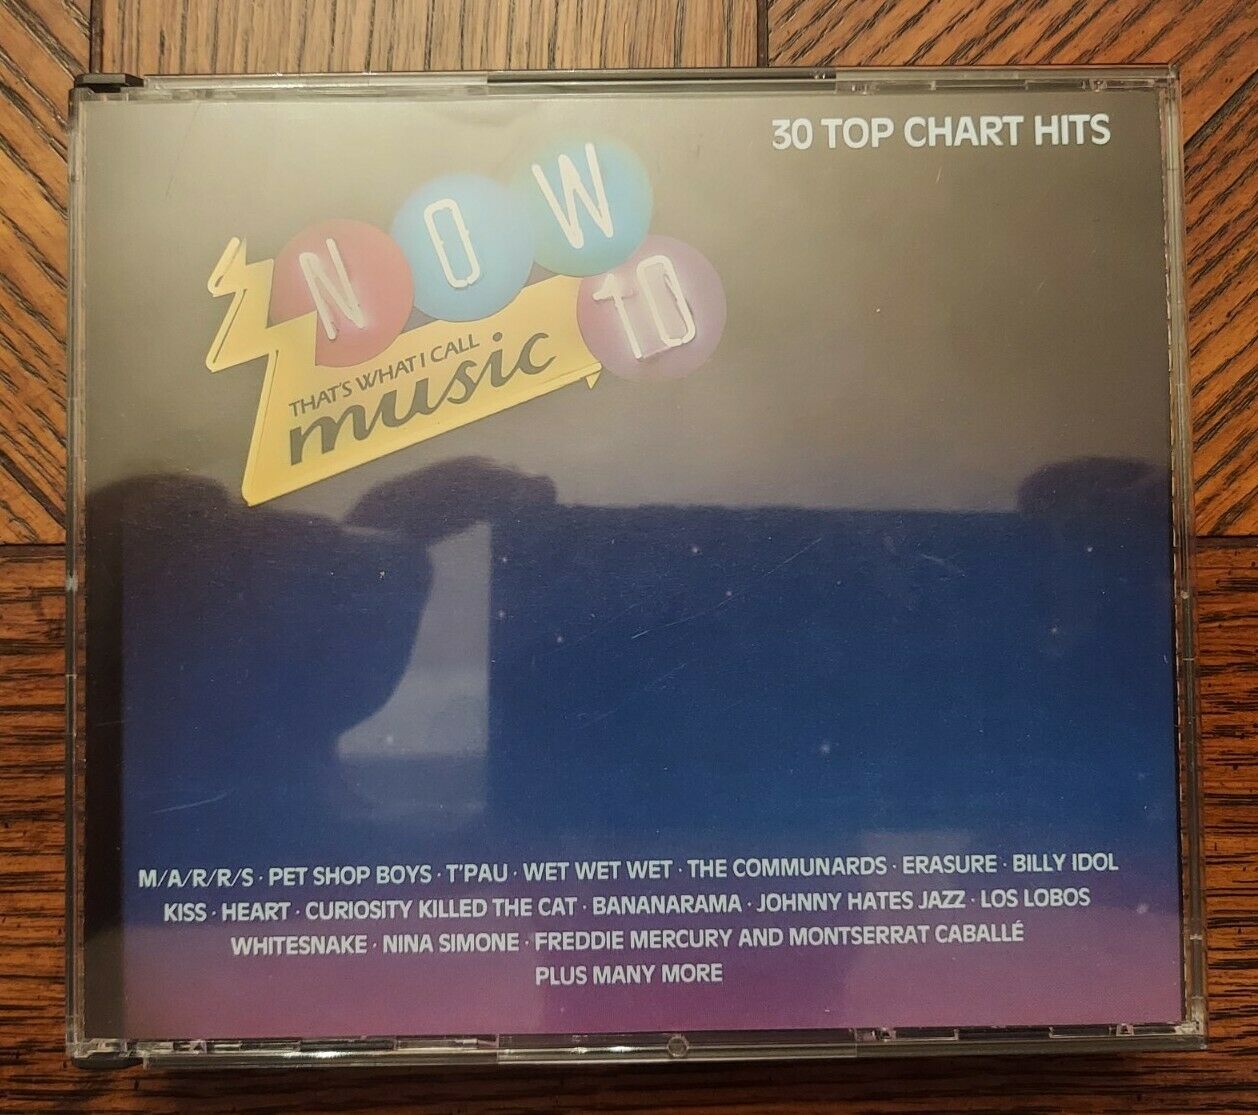 30 TOP CHART HITS
NOW
10
THAT'S WHAT I CALL
music
M/A/R/R/S · PET SHOP BOYS · T'PAU · WET WET WET · THE COMMUNARDS · ERASURE · BILLY IDOL
KISS · HEART · CURIOSITY KILLED THE CAT · BANANARAMA · JOHNNY HATES JAZZ · LOS LOBOS
WHITESNAKE · NINA SIMONE · FREDDIE MERCURY AND MONTSERRAT CABALLÉ
PLUS MANY MORE